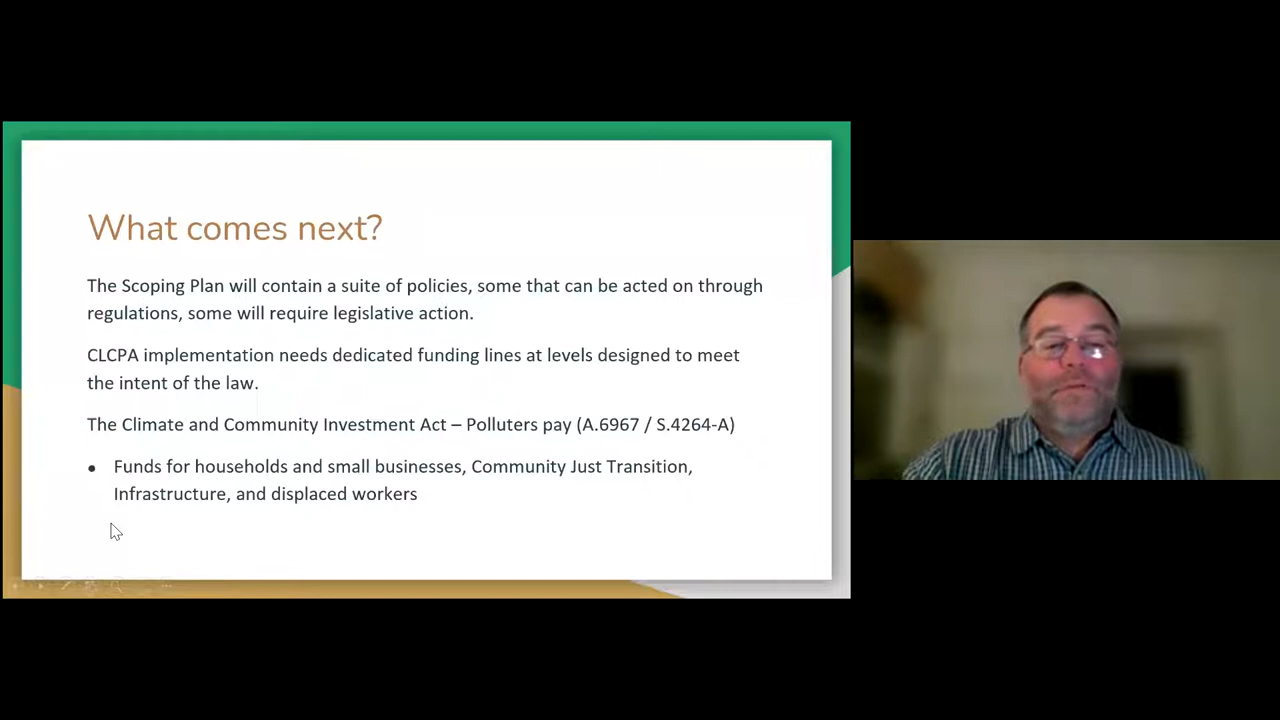 What comes next?
The Scoping Plan will contain a suite of policies, some that can be acted on through
regulations, some will require legislative action.
CLCPA implementation needs dedicated funding lines at levels designed to meet
the intent of the law.
The Climate and Community Investment Act – Polluters pay (A.6967 / S.4264-A)
● Funds for households and small businesses, Community Just Transition,
Infrastructure, and displaced workers